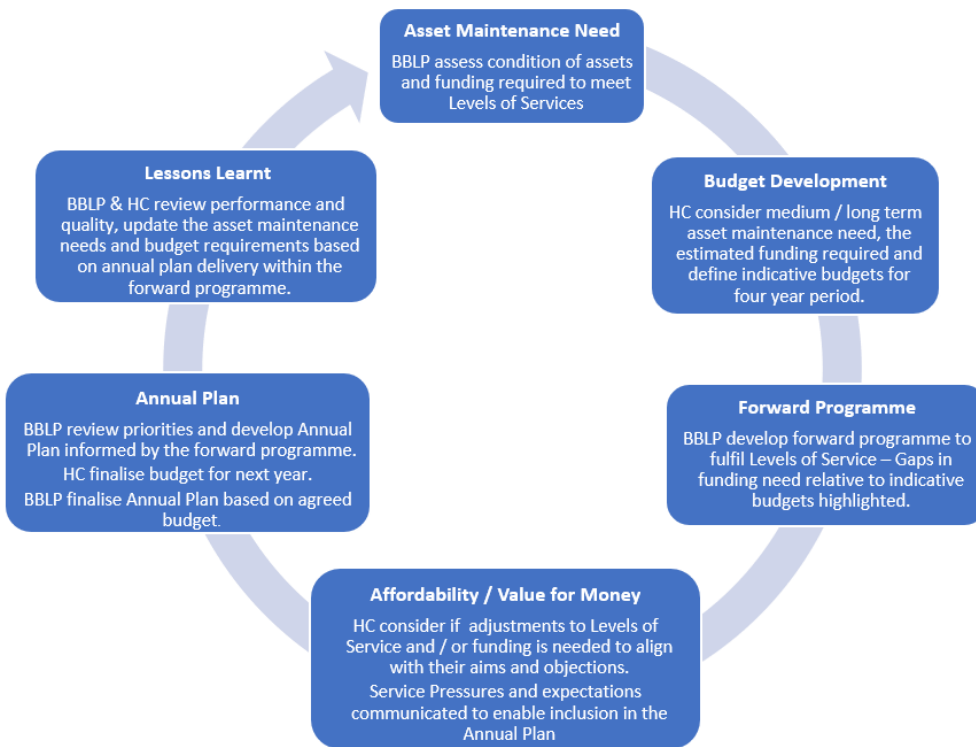 Asset Maintenance Need
BBLP assess condition of assets
and funding required to meet
Levels of Services
Budget Development
HC consider medium / long term
asset maintenance need, the
estimated funding required and
define indicative budgets for
four year period.
Forward Programme
BBLP develop forward programme to
fulfil Levels of Service – Gaps in
funding need relative to indicative
budgets highlighted.
Affordability / Value for Money
HC consider if adjustments to Levels of
Service and / or funding is needed to align
with their aims and objections.
Service Pressures and expectations
communicated to enable inclusion in the
Annual Plan
Annual Plan
BBLP review priorities and develop Annual
Plan informed by the forward programme.
HC finalise budget for next year.
BBLP finalise Annual Plan based on agreed
budget.
Lessons Learnt
BBLP & HC review performance and
quality, update the asset maintenance
needs and budget requirements based
on annual plan delivery within the
forward programme.